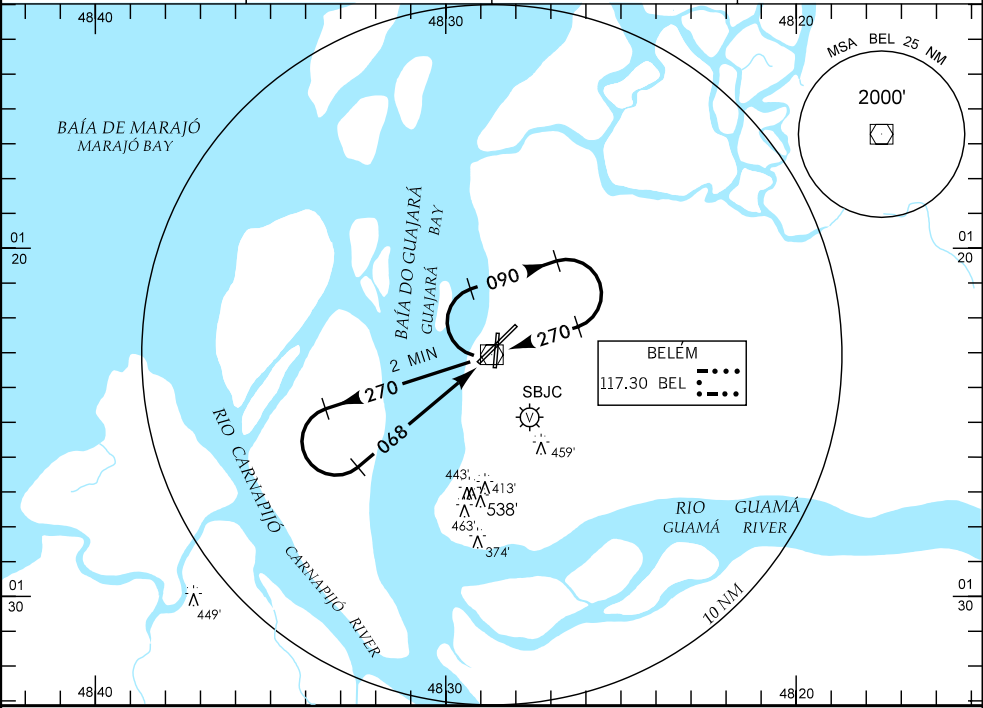 48 40
48 30
48 20
MSA BEL 25 NM
2000'
BAÍA DE MARAJÓ
MARAJÓ BAY
BAÍA DO GUAJARÁ
GUAJARÁ BAY
01
20
01
20
090
270
2 MIN
270
068
BELÉM
117.30 BEL
SBJC
V
459'
443'
413'
538'
463'
374'
RIO CARNAPIJÓ
CARNAPIJÓ RIVER
RIO GUAMÁ
GUAMÁ RIVER
449'
10 NM
01
30
01
30
48 40
48 30
48 20